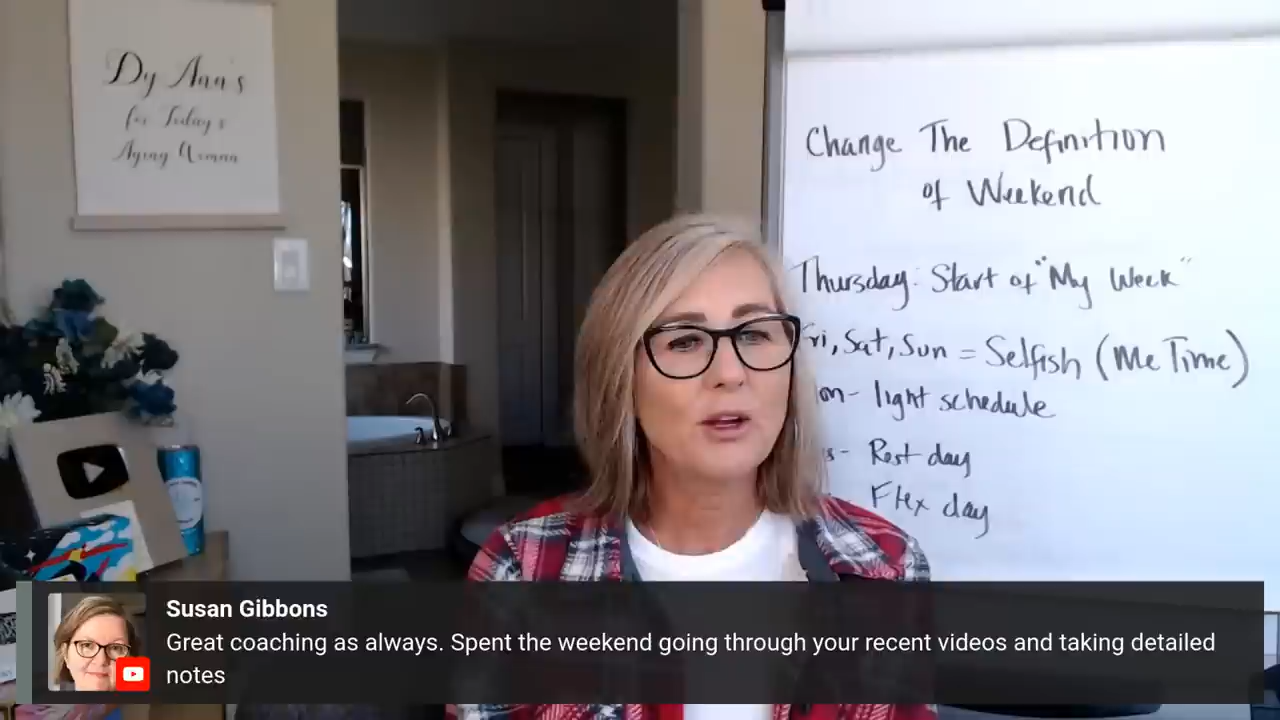 Dy Ann's
for Today's
Aging Woman
Change The Definition
of Weekend
Thursday: Start of "My Week"
Fri, Sat, Sun = Selfish (Me Time)
on - light schedule
s - Rest day
Flex day
Susan Gibbons
Great coaching as always. Spent the weekend going through your recent videos and taking detailed
notes